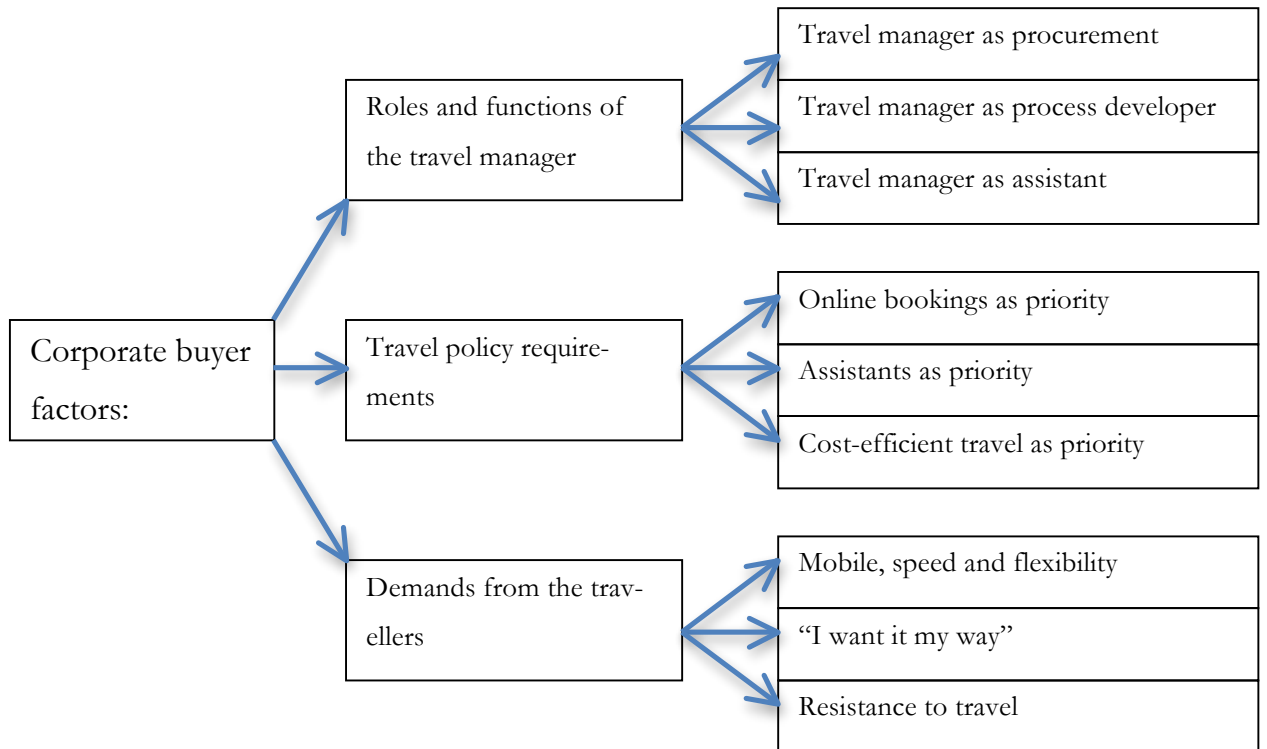 Corporate buyer
factors:
Roles and functions of
the travel manager
Travel manager as procurement
Travel manager as process developer
Travel manager as assistant
Travel policy require-
ments
Online bookings as priority
Assistants as priority
Cost-efficient travel as priority
Demands from the trav-
ellers
Mobile, speed and flexibility
“I want it my way”
Resistance to travel